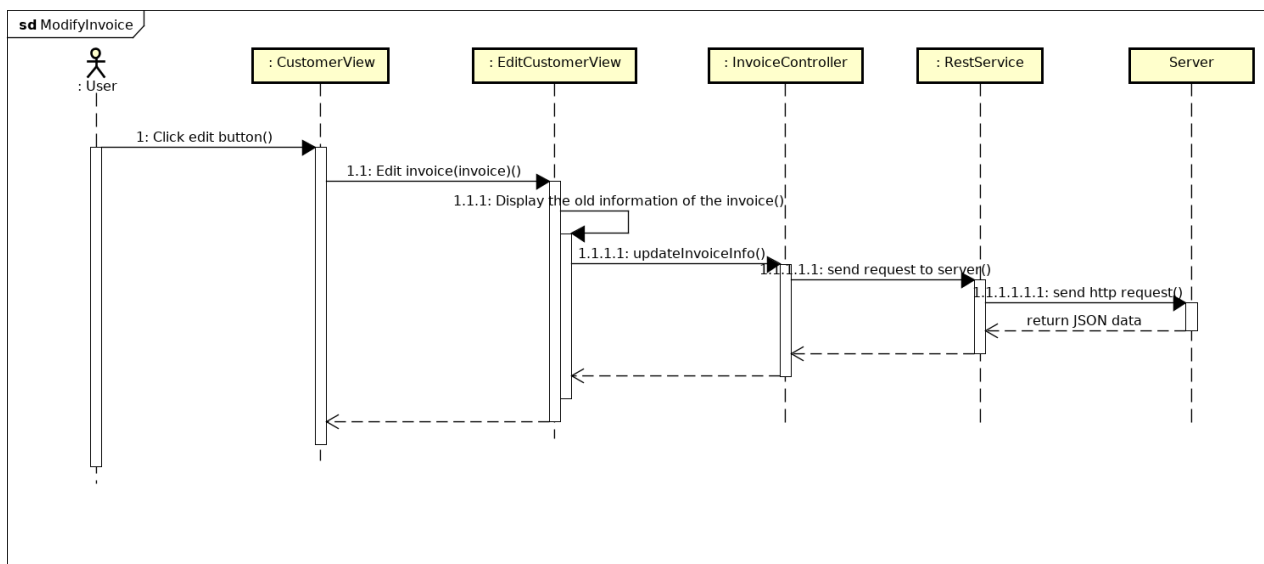 sd ModifyInvoice
: User
: CustomerView
: EditCustomerView
: InvoiceController
: RestService
Server
1: Click edit button()
1.1: Edit invoice(invoice)()
1.1.1: Display the old information of the invoice()
1.1.1.1: updateInvoiceInfo()
1.1.1.1.1: send request to server()
1.1.1.1.1.1: send http request()
return JSON data